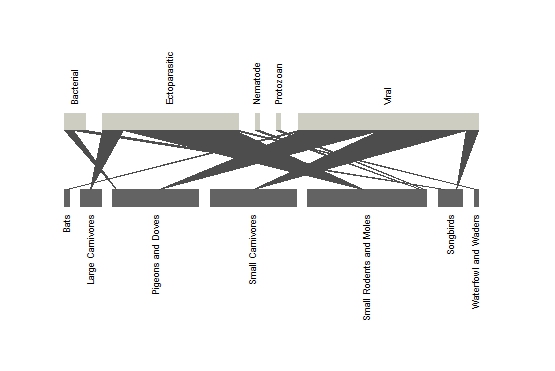 Bats
Large Carnivores
Pigeons and Doves
Small Carnivores
Small Rodents and Moles
Songbirds
Waterfowl and Waders
Bacterial
Ectoparasitic
Nematode
Protozoan
Viral